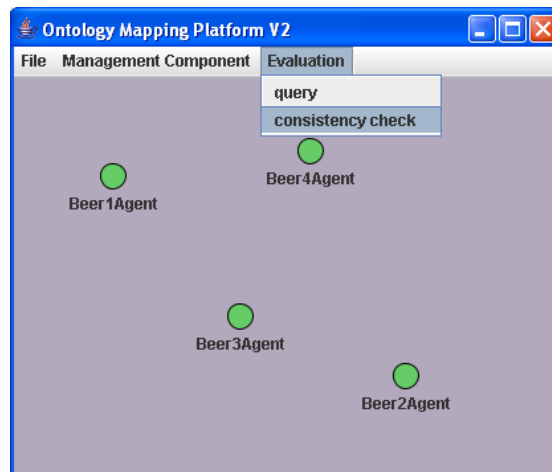 Ontology Mapping Platform V2
File Management Component Evaluation
query
consistency check
Beer4Agent
Beer1Agent
Beer3Agent
Beer2Agent